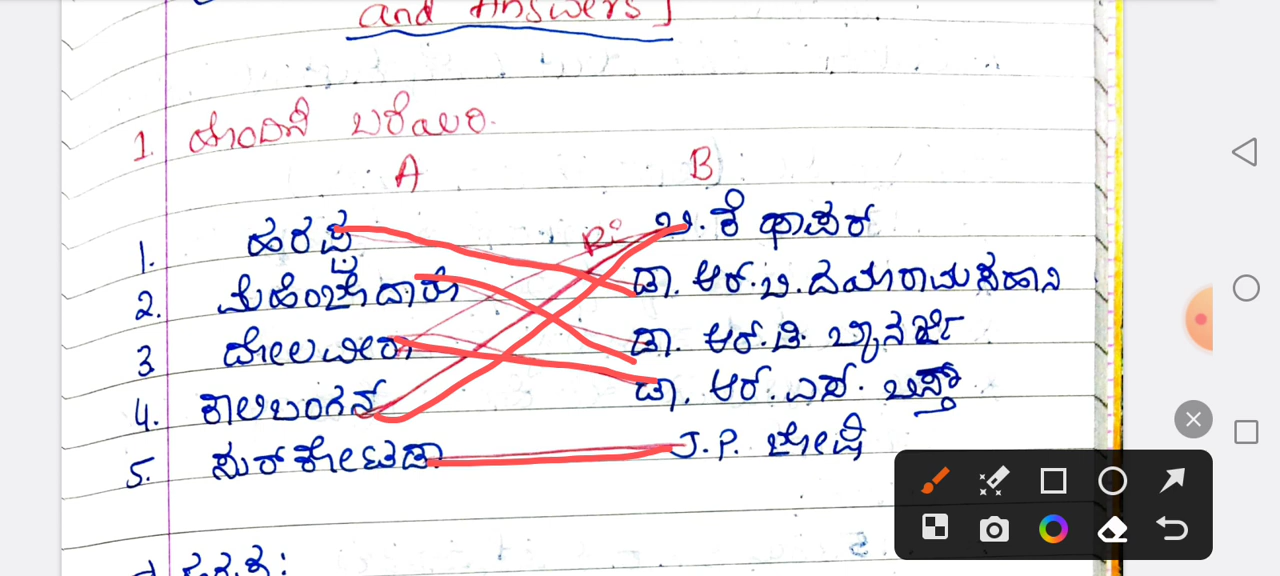 and Answers]
1. ಹೊಂದಿಸಿ ಬರೆಯಿರಿ.
A B
1. ಹರಪ್ಪ ಬಿ.ಕೆ ಥಾಪರ್
2. ಮೆಹೆಂಜೋದಾರೋ ಡಾ. ಆರ್.ಬಿ.ದಯಾರಾಮ ಸಹಾನಿ
3 ದೋಲವೀರಾ ಡಾ. ಆರ್.ಡಿ. ಬ್ಯಾನರ್ಜಿ
4. ಕಾಲಿಬಂಗನ್ ಡಾ. ಆರ್.ಎಸ್. ಬಿಸ್ತ್
5. ಸುರ್ಕೋಟಡಾ J.P. ಜೋಷಿ